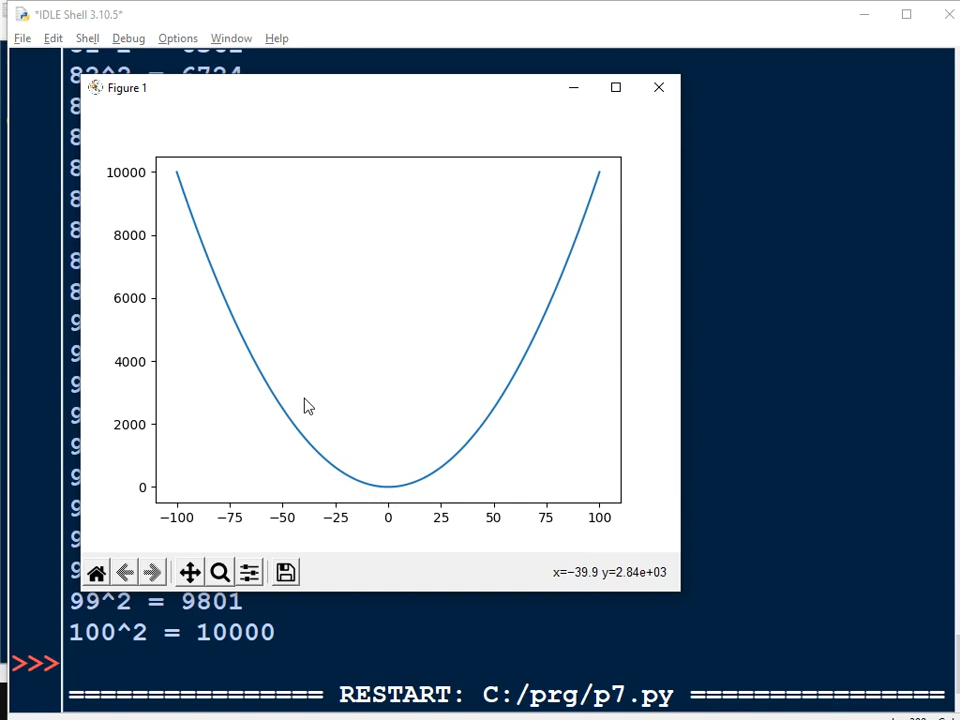 *IDLE Shell 3.10.5*
File Edit Shell Debug Options Window Help
82^2 = 6724
Figure 1
10000
8000
6000
4000
2000
0
−100 −75 −50 −25 0 25 50 75 100
x=−39.9 y=2.84e+03
99^2 = 9801
100^2 = 10000
>>>
================ RESTART: C:/prg/p7.py ================